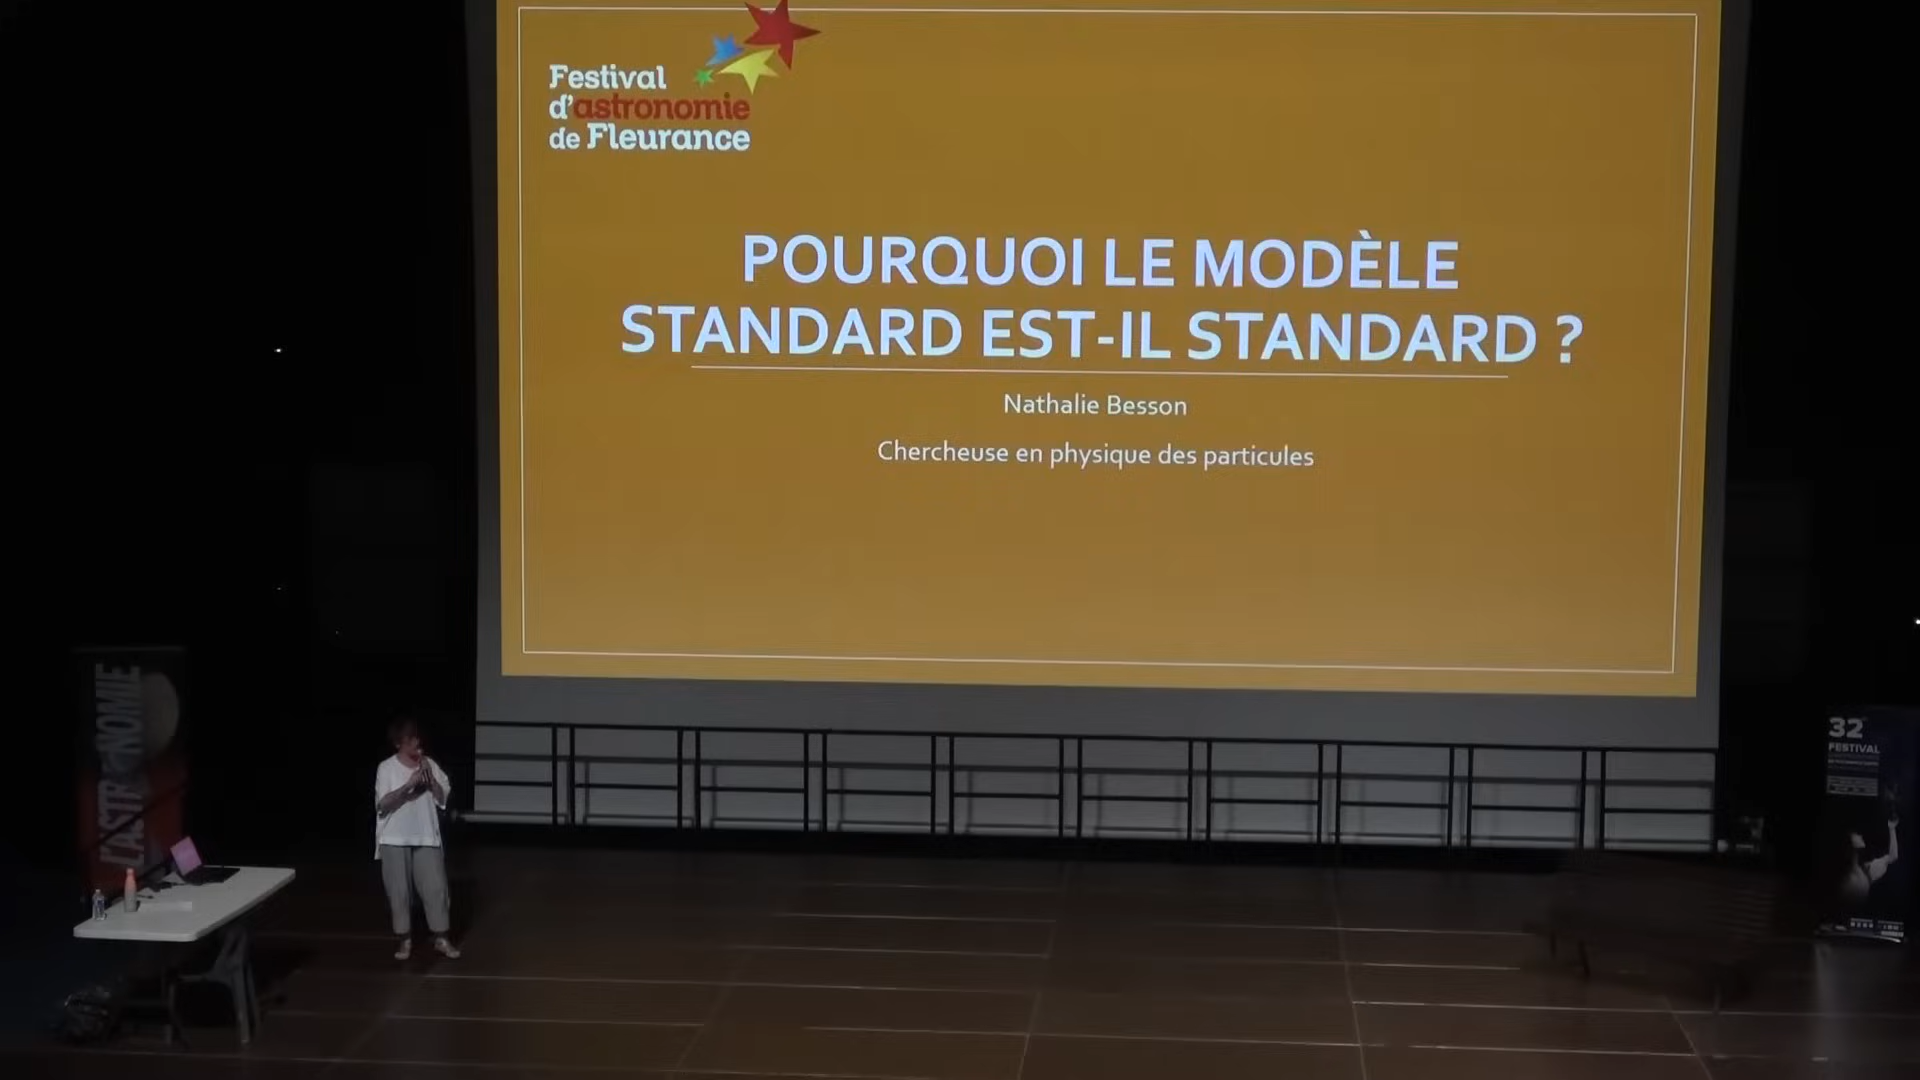 Festival
d'astronomie
de Fleurance
POURQUOI LE MODÈLE
STANDARD EST-IL STANDARD ?
Nathalie Besson
Chercheuse en physique des particules
L'ASTRONOMIE
32
FESTIVAL